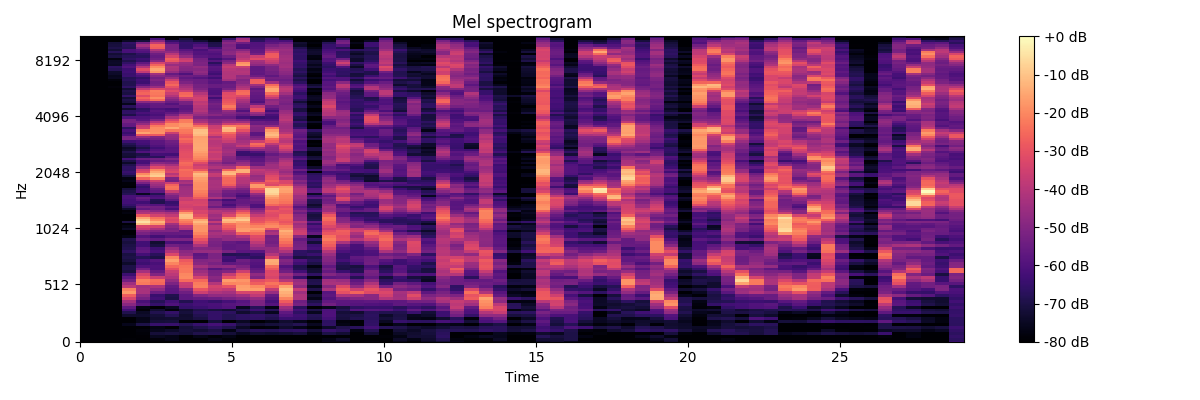 Mel spectrogram
8192
4096
2048
1024
512
0
Hz
0 5 10 15 20 25
Time
+0 dB
-10 dB
-20 dB
-30 dB
-40 dB
-50 dB
-60 dB
-70 dB
-80 dB